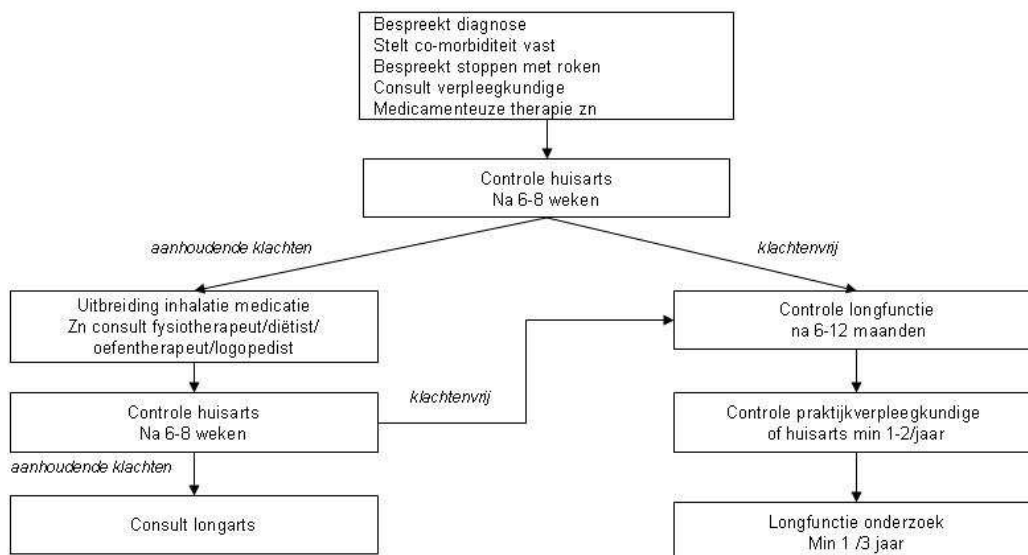 Bespreekt diagnose
Stelt co-morbiditeit vast
Bespreekt stoppen met roken
Consult verpleegkundige
Medicamenteuze therapie zn
Controle huisarts
Na 6-8 weken
aanhoudende klachten
klachtenvrij
Uitbreiding inhalatie medicatie
Zn consult fysiotherapeut/diëtist/
oefentherapeut/logopedist
Controle longfunctie
na 6-12 maanden
klachtenvrij
Controle huisarts
Na 6-8 weken
Controle praktijkverpleegkundige
of huisarts min 1-2/jaar
aanhoudende klachten
Consult longarts
Longfunctie onderzoek
Min 1 /3 jaar